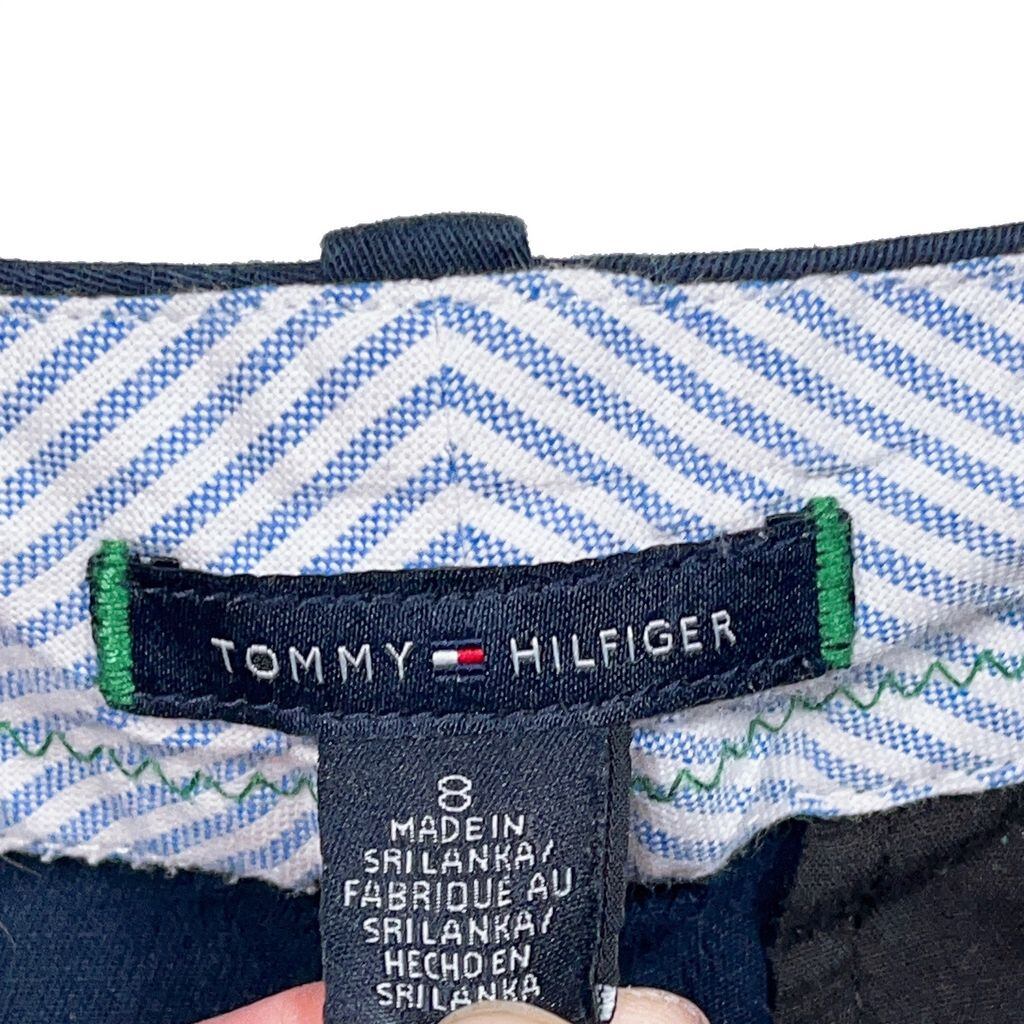 TOMMY HILFIGER
8
MADE IN
SRI LANKA/
FABRIQUÉ AU
SRI LANKA/
HECHO EN
SRI LANKA